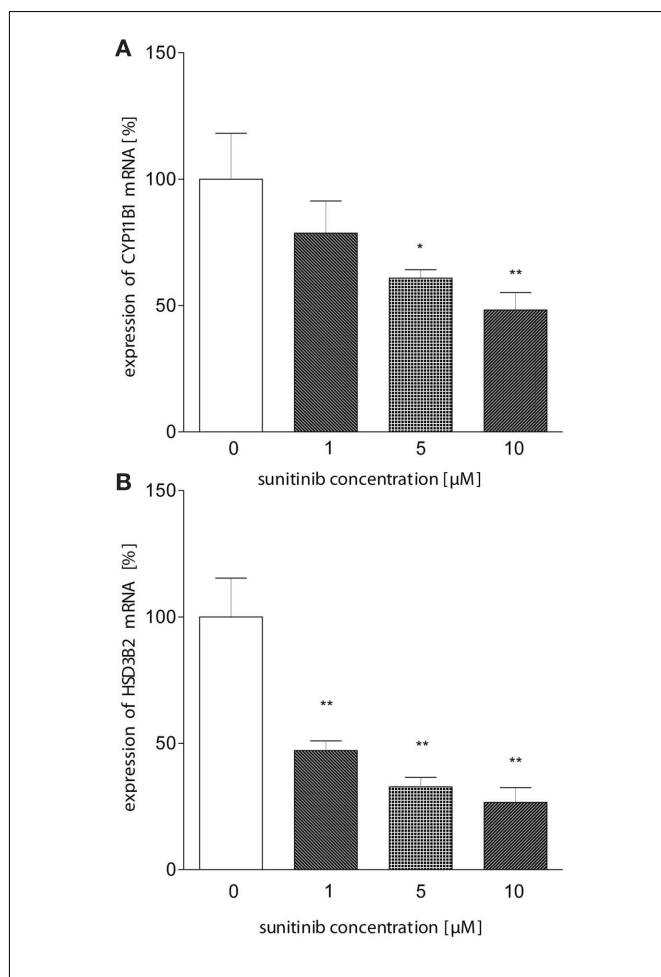 A
150
100
50
0
expression of CYP11B1 mRNA [%]
*
**
0 1 5 10
sunitinib concentration [µM]
B
150
100
50
0
expression of HSD3B2 mRNA [%]
**
**
**
0 1 5 10
sunitinib concentration [µM]